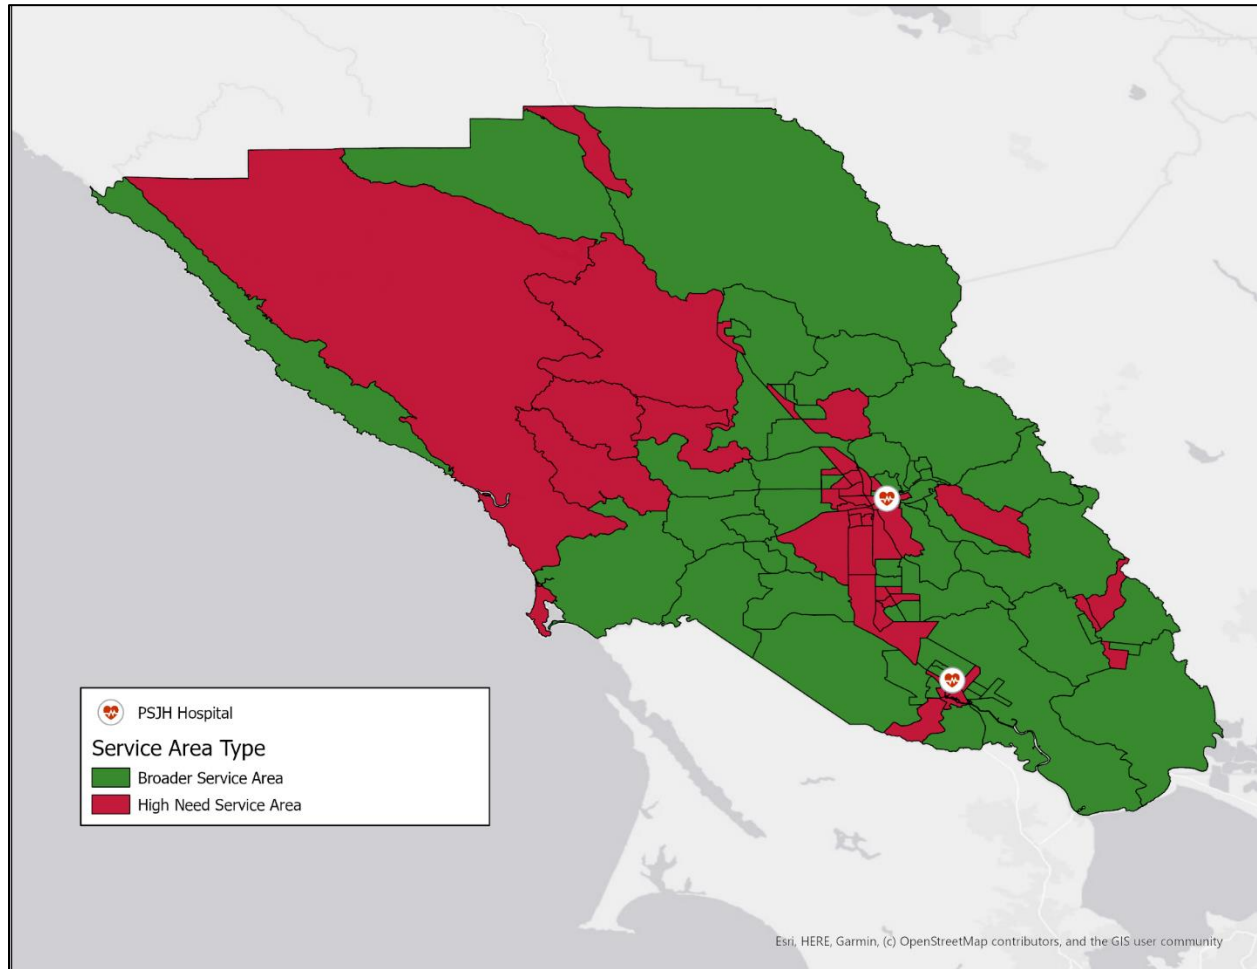 PSJH Hospital
Service Area Type
Broader Service Area
High Need Service Area
Esri, HERE, Garmin, (c) OpenStreetMap contributors, and the GIS user community